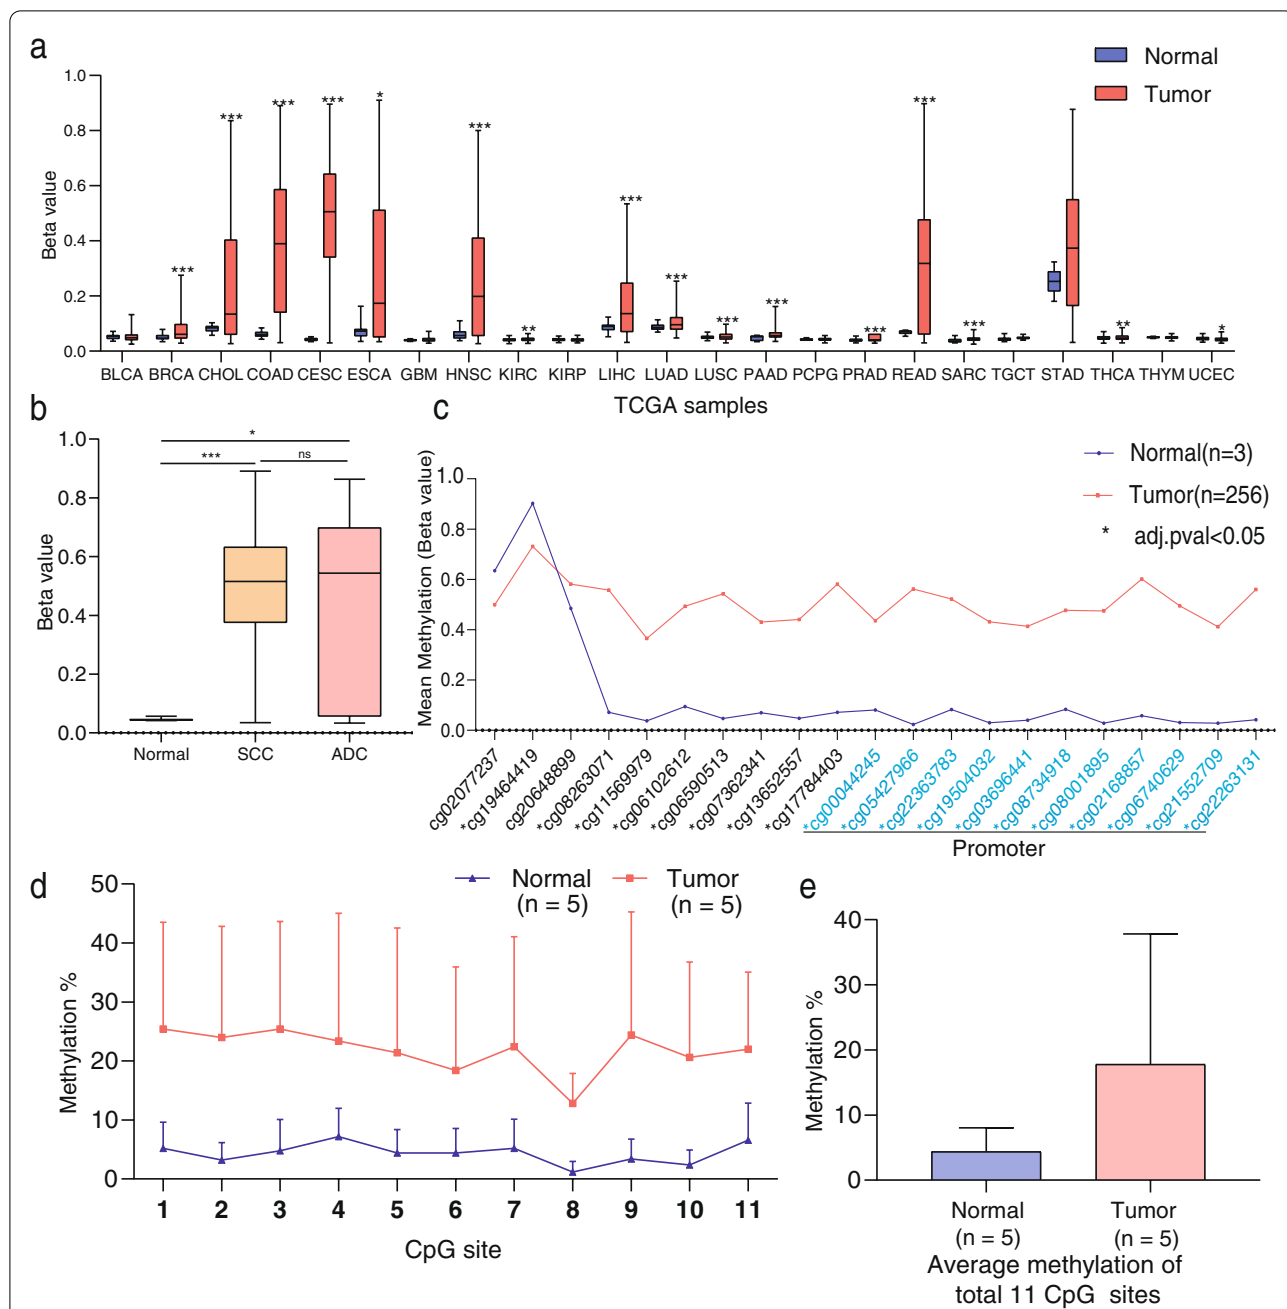 a
Normal
Tumor
Beta value
1.0
0.8
0.6
0.4
0.2
0.0
*** *** *** *** * *** ** *** *** *** *** *** *** *** ** *
BLCA BRCA CHOL COAD CESC ESCA GBM HNSC KIRC KIRP LIHC LUAD LUSC PAAD PCPG PRAD READ SARC TGCT STAD THCA THYM UCEC
TCGA samples
b
Beta value
1.0
0.8
0.6
0.4
0.2
0.0
*
*** ns
Normal SCC ADC
c
Normal(n=3)
Tumor(n=256)
* adj.pval<0.05
Mean Methylation (Beta value)
1.0
0.8
0.6
0.4
0.2
0.0
cg02077237
*cg19464419
cg20648899
*cg08263071
*cg11569979
*cg06102612
*cg06590513
*cg07362341
*cg13652557
*cg17784403
*cg00044245
*cg05427966
*cg22363783
*cg19504032
*cg03696441
*cg08734918
*cg08001895
*cg02168857
*cg06740629
*cg21552709
*cg22263131
Promoter
d
Normal
(n = 5)
Tumor
(n = 5)
Methylation %
50
40
30
20
10
0
1 2 3 4 5 6 7 8 9 10 11
CpG site
e
Methylation %
40
30
20
10
0
Normal
(n = 5)
Tumor
(n = 5)
Average methylation of
total 11 CpG sites